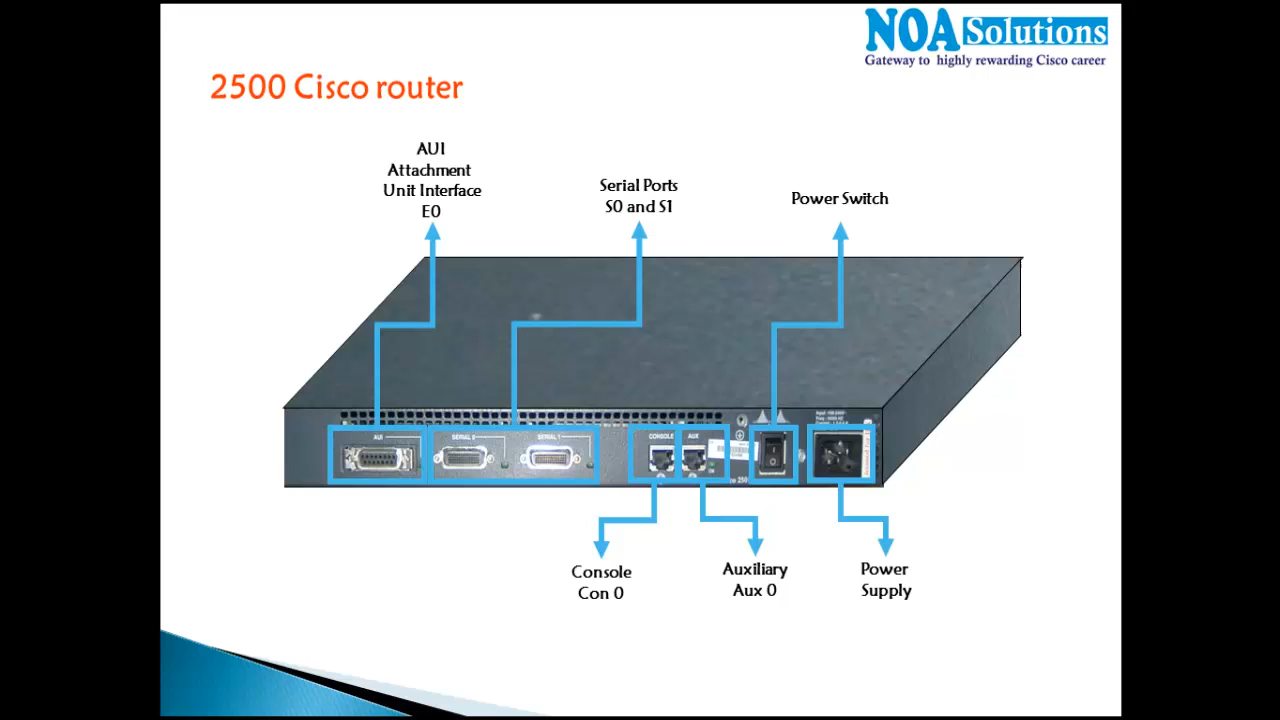 NOA Solutions
Gateway to highly rewarding Cisco career
2500 Cisco router
AUI
Attachment
Unit Interface
E0
Serial Ports
S0 and S1
Power Switch
AUI
SERIAL 0
SERIAL 1
CONSOLE
AUX
Console
Con 0
Auxiliary
Aux 0
Power
Supply